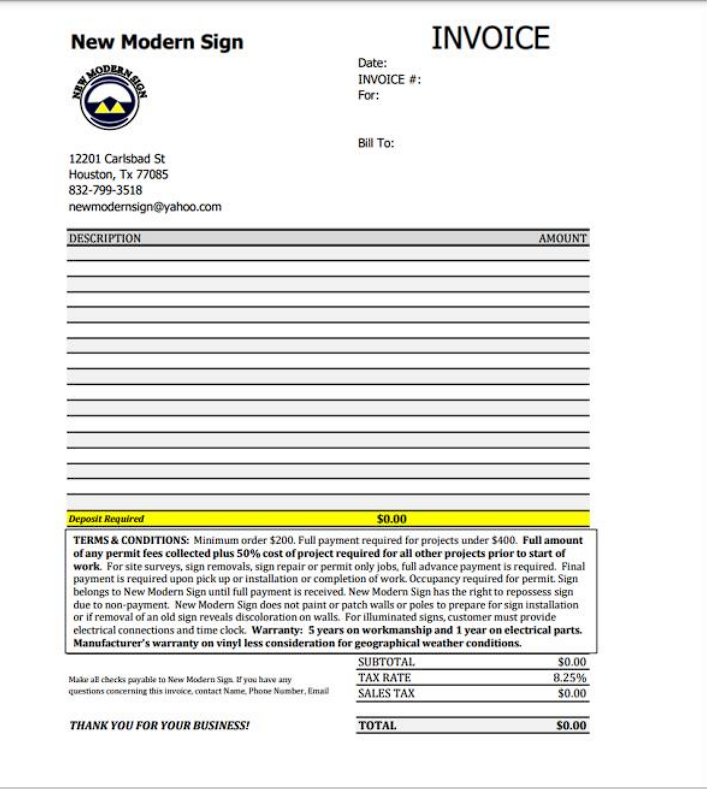 New Modern Sign
INVOICE
NEW MODERN SIGN
Date:
INVOICE #:
For:
Bill To:
12201 Carlsbad St
Houston, Tx 77085
832-799-3518
newmodernsign@yahoo.com
DESCRIPTION AMOUNT
Deposit Required $0.00
TERMS & CONDITIONS: Minimum order $200. Full payment required for projects under $400. Full amount
of any permit fees collected plus 50% cost of project required for all other projects prior to start of
work. For site surveys, sign removals, sign repair or permit only jobs, full advance payment is required. Final
payment is required upon pick up or installation or completion of work. Occupancy required for permit. Sign
belongs to New Modern Sign until full payment is received. New Modern Sign has the right to repossess sign
due to non-payment. New Modern Sign does not paint or patch walls or poles to prepare for sign installation
or if removal of an old sign reveals discoloration on walls. For illuminated signs, customer must provide
electrical connections and time clock. Warranty: 5 years on workmanship and 1 year on electrical parts.
Manufacturer's warranty on vinyl less consideration for geographical weather conditions.
SUBTOTAL $0.00
TAX RATE 8.25%
SALES TAX $0.00
Make all checks payable to New Modern Sign. If you have any
questions concerning this invoice, contact Name, Phone Number, Email
THANK YOU FOR YOUR BUSINESS!
TOTAL $0.00